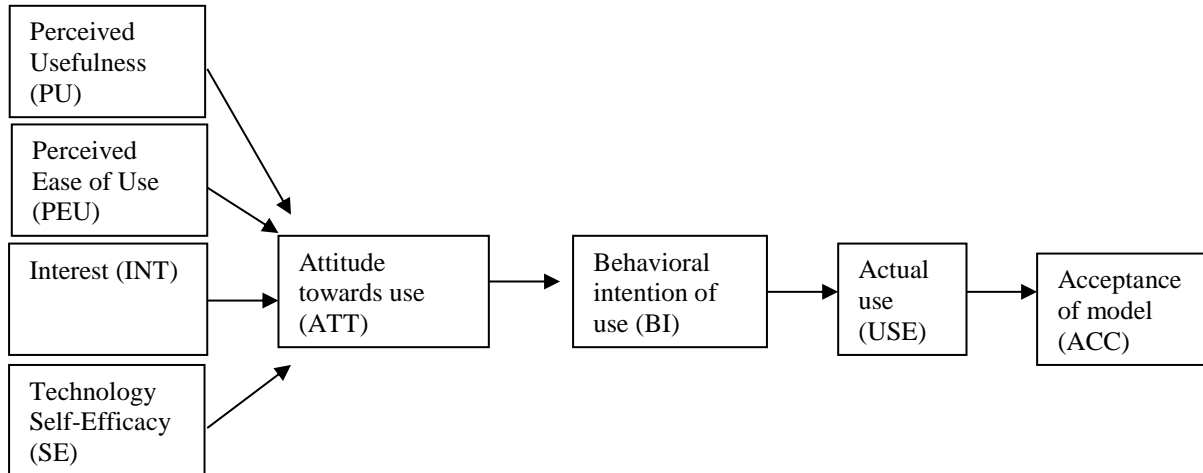 Perceived
Usefulness
(PU)
Perceived
Ease of Use
(PEU)
Interest (INT)
Technology
Self-Efficacy
(SE)
Attitude
towards use
(ATT)
Behavioral
intention of
use (BI)
Actual
use
(USE)
Acceptance
of model
(ACC)